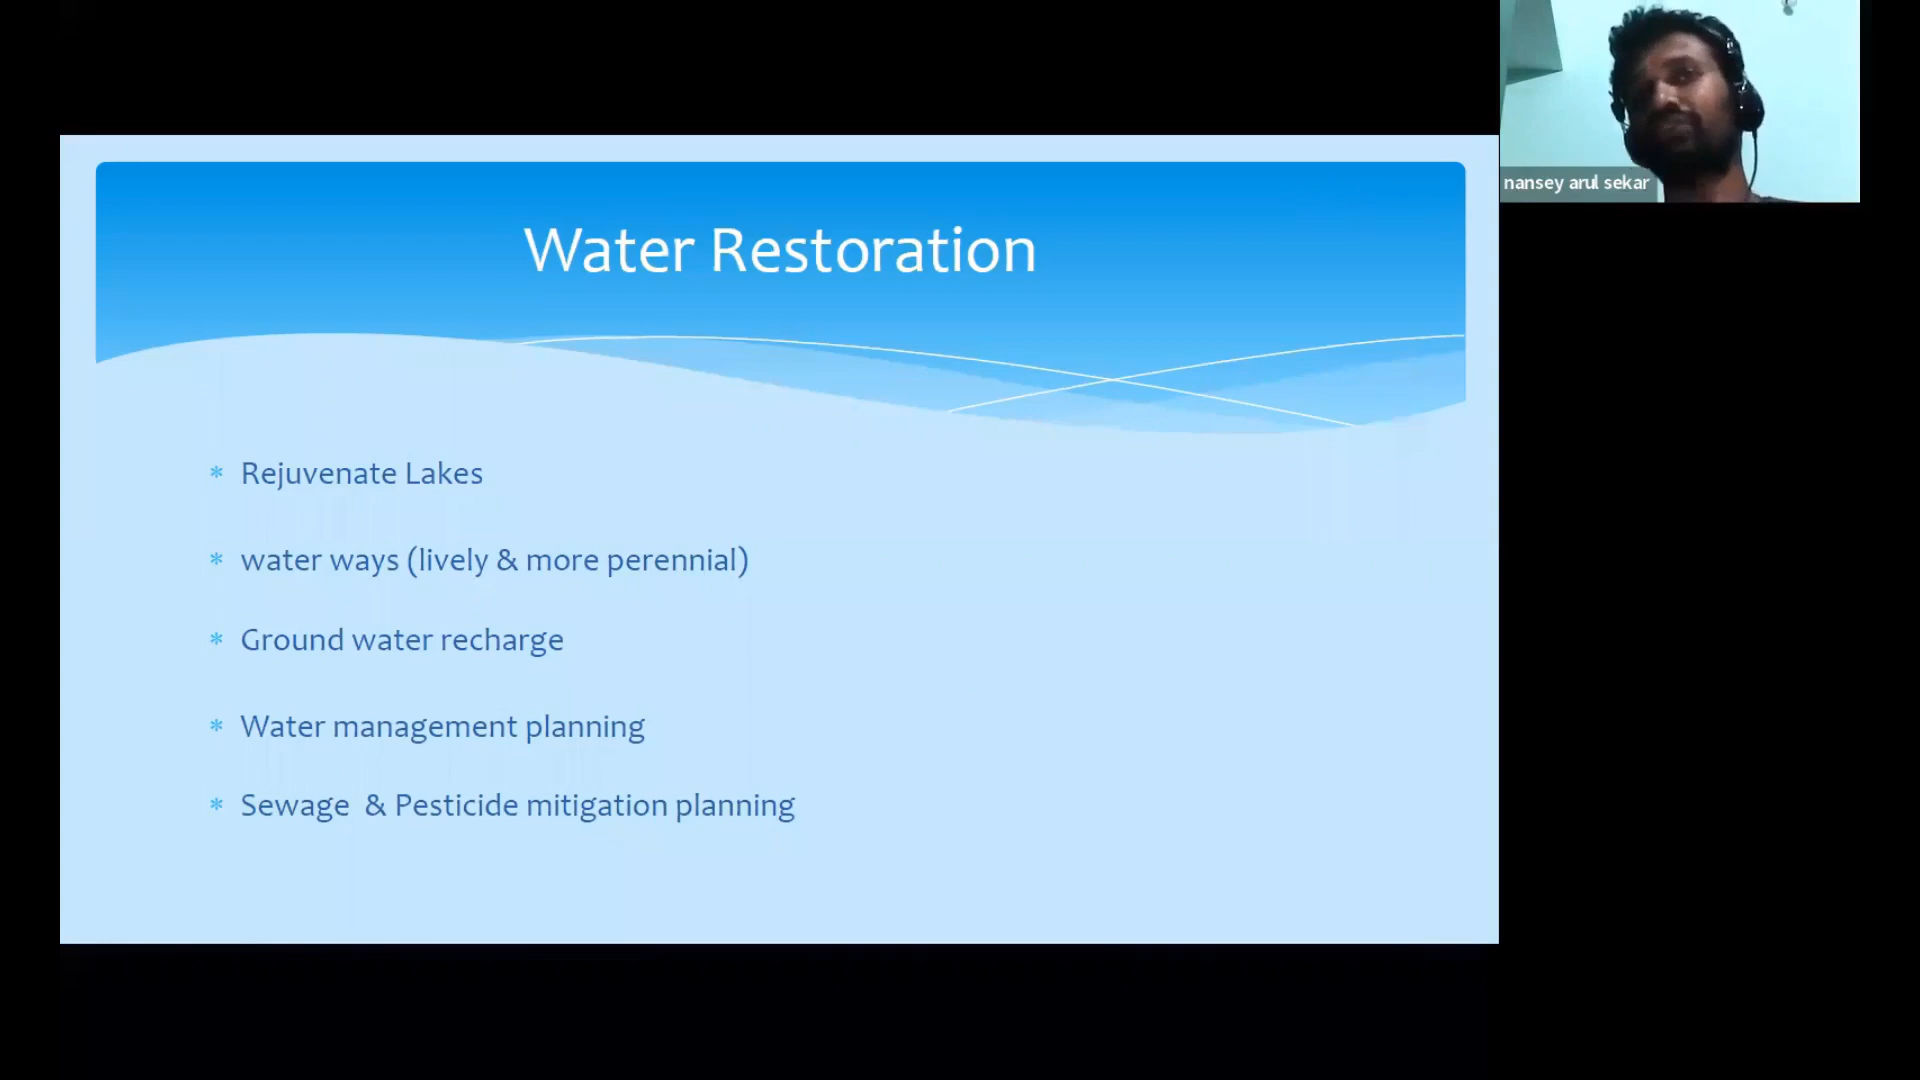 Water Restoration
nansey arul sekar
* Rejuvenate Lakes
* water ways (lively & more perennial)
* Ground water recharge
* Water management planning
* Sewage & Pesticide mitigation planning